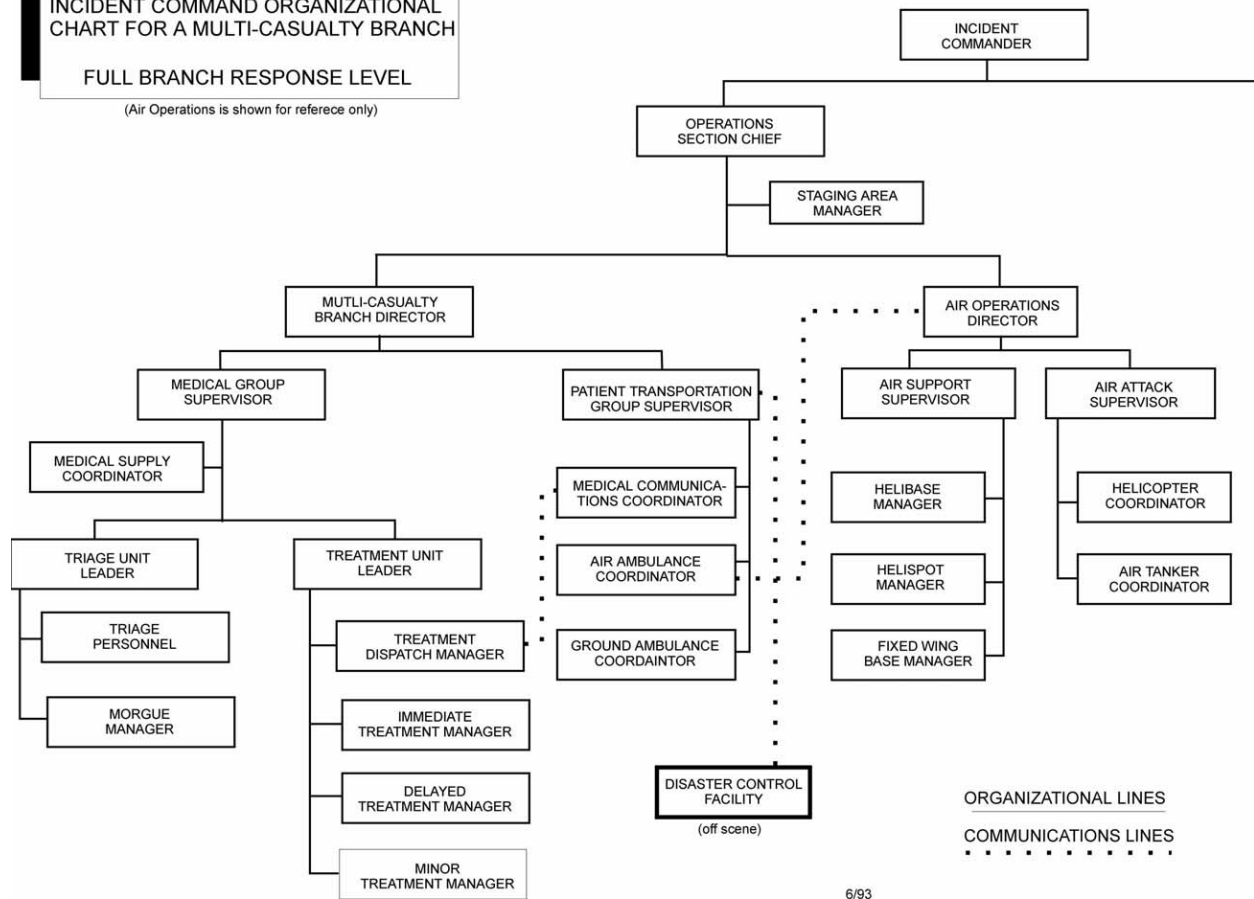 INCIDENT COMMAND ORGANIZATIONAL
CHART FOR A MULTI-CASUALTY BRANCH
FULL BRANCH RESPONSE LEVEL
(Air Operations is shown for referece only)
INCIDENT
COMMANDER
OPERATIONS
SECTION CHIEF
STAGING AREA
MANAGER
MUTLI-CASUALTY
BRANCH DIRECTOR
AIR OPERATIONS
DIRECTOR
MEDICAL GROUP
SUPERVISOR
PATIENT TRANSPORTATION
GROUP SUPERVISOR
AIR SUPPORT
SUPERVISOR
AIR ATTACK
SUPERVISOR
MEDICAL SUPPLY
COORDINATOR
MEDICAL COMMUNICA-
TIONS COORDINATOR
HELIBASE
MANAGER
HELICOPTER
COORDINATOR
TRIAGE UNIT
LEADER
TREATMENT UNIT
LEADER
AIR AMBULANCE
COORDINATOR
HELISPOT
MANAGER
AIR TANKER
COORDINATOR
TRIAGE
PERSONNEL
TREATMENT
DISPATCH MANAGER
GROUND AMBULANCE
COORDAINTOR
FIXED WING
BASE MANAGER
MORGUE
MANAGER
IMMEDIATE
TREATMENT MANAGER
DELAYED
TREATMENT MANAGER
DISASTER CONTROL
FACILITY
(off scene)
ORGANIZATIONAL LINES
COMMUNICATIONS LINES
MINOR
TREATMENT MANAGER
6/93